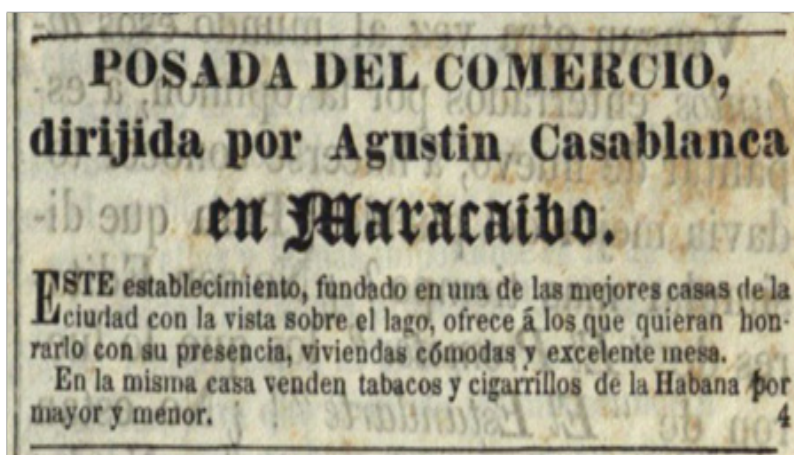 POSADA DEL COMERCIO,
dirijida por Agustin Casablanca
en Maracaibo.
ESTE establecimiento, fundado en una de las mejores casas de la
ciudad con la vista sobre el lago, ofrece á los que quieran hon-
rarlo con su presencia, viviendas cómodas y excelente mesa.
En la misma casa venden tabacos y cigarrillos de la Habana por
mayor y menor. 4